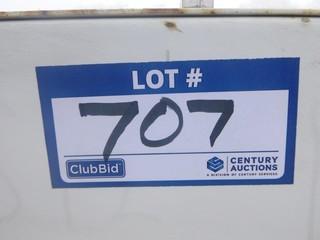 LOT #
707
ClubBid
CENTURY
AUCTIONS
A DIVISION OF CENTURY SERVICES